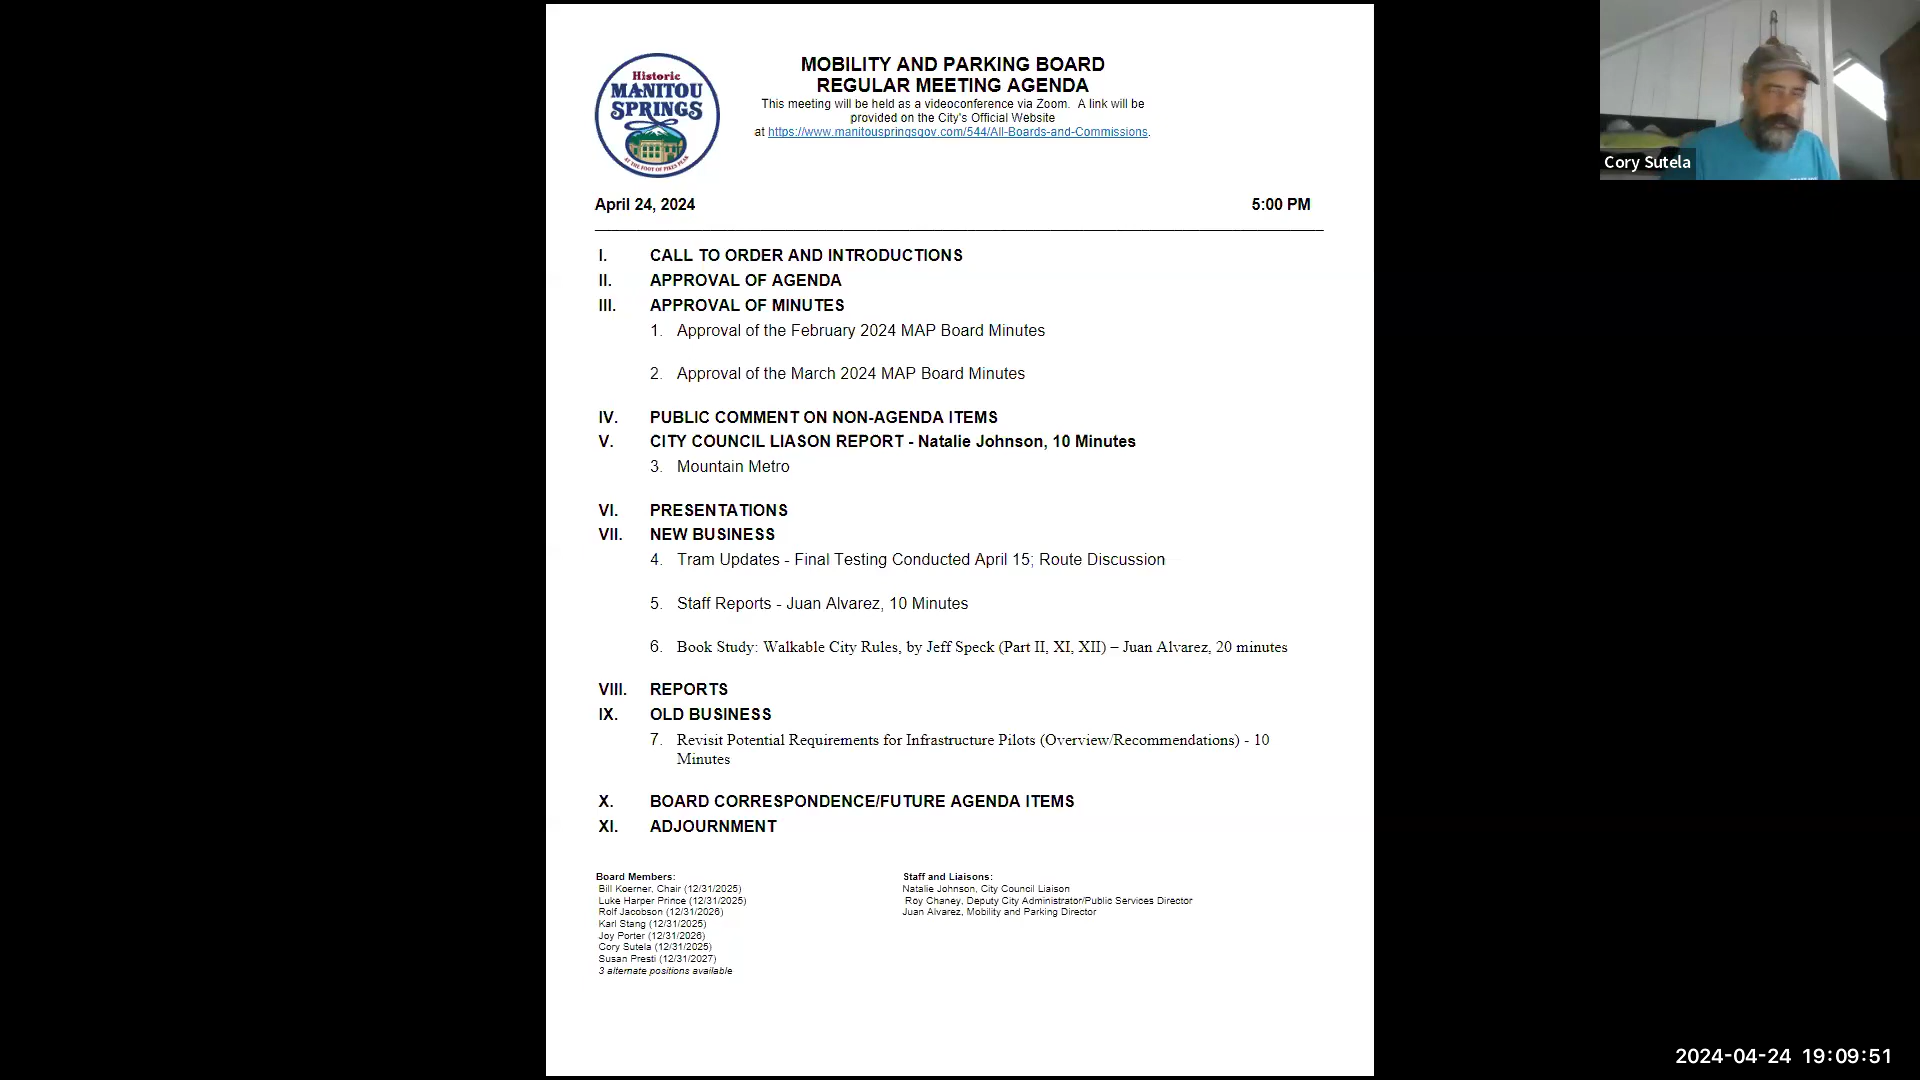 Historic
MANITOU
SPRINGS
AT THE FOOT OF PIKES PEAK
MOBILITY AND PARKING BOARD
REGULAR MEETING AGENDA
This meeting will be held as a videoconference via Zoom. A link will be
provided on the City's Official Website
at https://www.manitouspringsgov.com/544/All-Boards-and-Commissions.
Cory Sutela
April 24, 2024 5:00 PM
I. CALL TO ORDER AND INTRODUCTIONS
II. APPROVAL OF AGENDA
III. APPROVAL OF MINUTES
1. Approval of the February 2024 MAP Board Minutes
2. Approval of the March 2024 MAP Board Minutes
IV. PUBLIC COMMENT ON NON-AGENDA ITEMS
V. CITY COUNCIL LIASON REPORT - Natalie Johnson, 10 Minutes
3. Mountain Metro
VI. PRESENTATIONS
VII. NEW BUSINESS
4. Tram Updates - Final Testing Conducted April 15; Route Discussion
5. Staff Reports - Juan Alvarez, 10 Minutes
6. Book Study: Walkable City Rules, by Jeff Speck (Part II, XI, XII) – Juan Alvarez, 20 minutes
VIII. REPORTS
IX. OLD BUSINESS
7. Revisit Potential Requirements for Infrastructure Pilots (Overview/Recommendations) - 10
Minutes
X. BOARD CORRESPONDENCE/FUTURE AGENDA ITEMS
XI. ADJOURNMENT
Board Members:
Bill Koerner, Chair (12/31/2025)
Luke Harper Prince (12/31/2025)
Rolf Jacobson (12/31/2026)
Karl Stang (12/31/2025)
Joy Porter (12/31/2026)
Cory Sutela (12/31/2025)
Susan Presti (12/31/2027)
3 alternate positions available
Staff and Liaisons:
Natalie Johnson, City Council Liaison
Roy Chaney, Deputy City Administrator/Public Services Director
Juan Alvarez, Mobility and Parking Director
2024-04-24 19:09:51